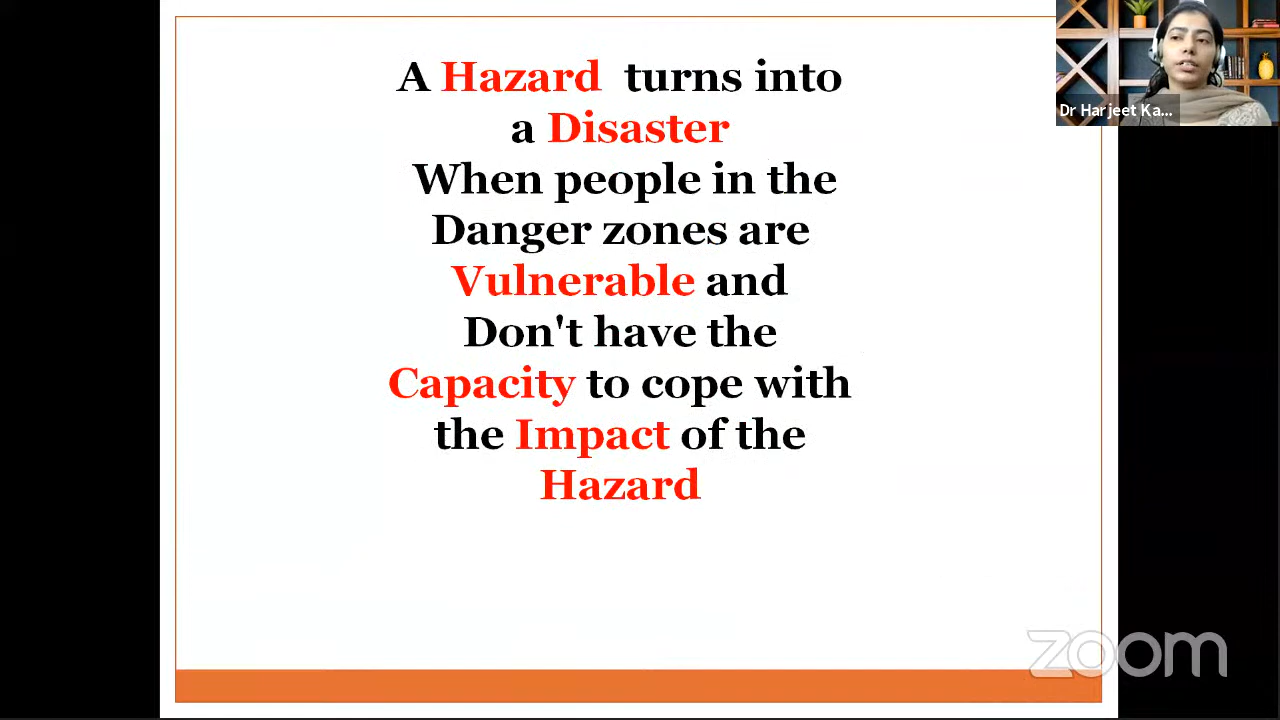 A Hazard turns into
a Disaster
When people in the
Danger zones are
Vulnerable and
Don't have the
Capacity to cope with
the Impact of the
Hazard
Dr Harjeet Ka...
zoom